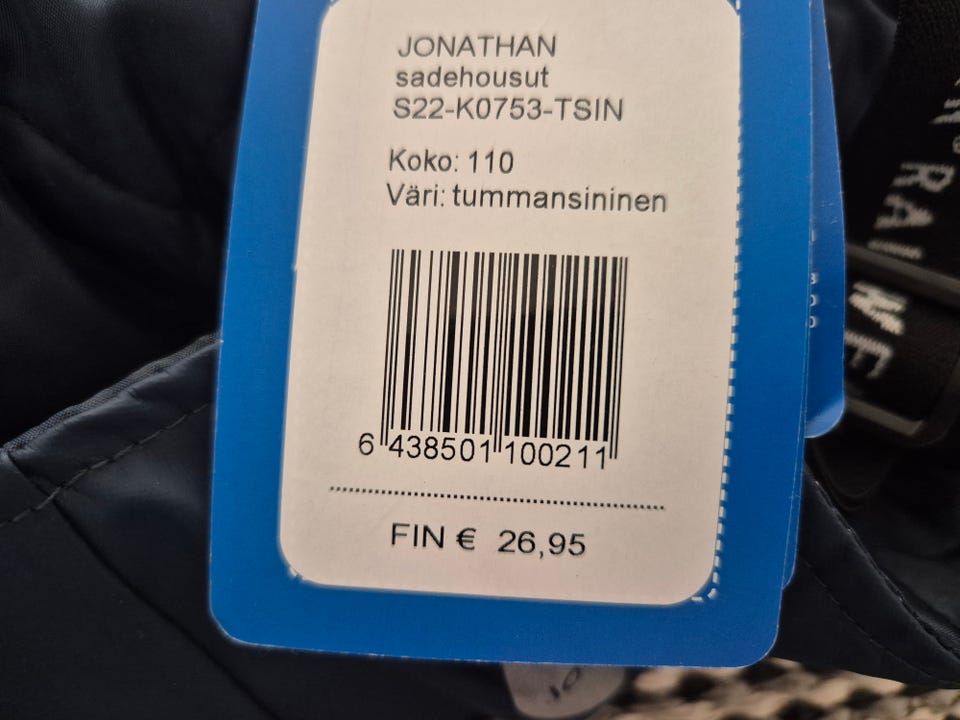 JONATHAN
sadehousut
S22-K0753-TSIN
Koko: 110
Väri: tummansininen
6 438501 100211
FIN € 26,95